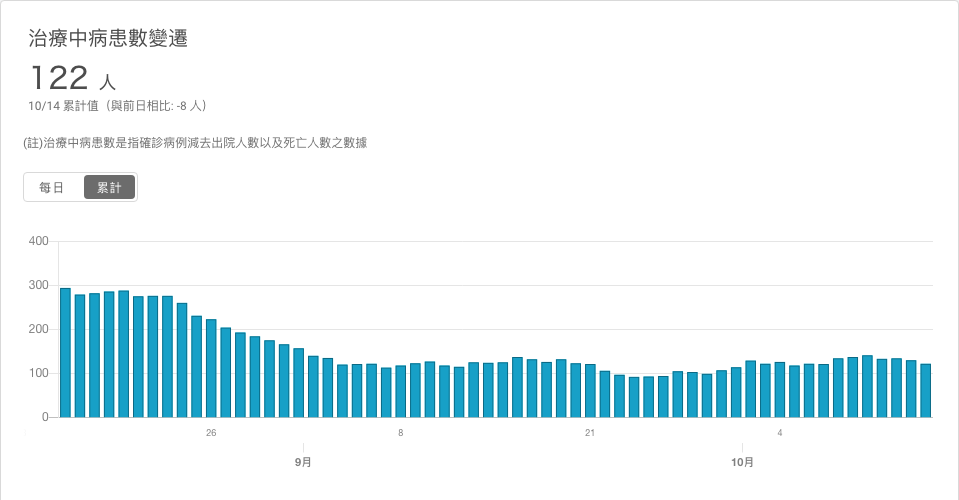 治療中病患數變遷
122 人
10/14 累計值（與前日相比: -8 人）
(註)治療中病患數是指確診病例減去出院人數以及死亡人數之數據
每日 累計
400
300
200
100
0
26 8 21 4
9月 10月